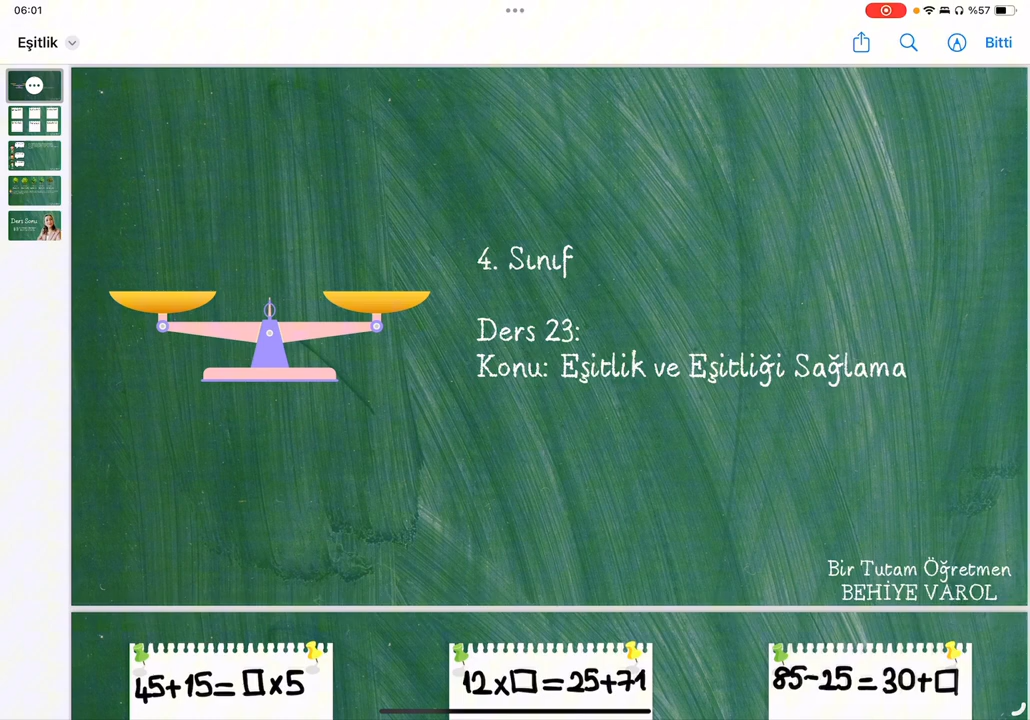 06:01
%57
Eşitlik
Bitti
Ders Sonu
4. Sınıf
Ders 23:
Konu: Eşitlik ve Eşitliği Sağlama
Bir Tutam Öğretmen
BEHİYE VAROL
45+15=□x5
12x□=25+71
85-25=30+□